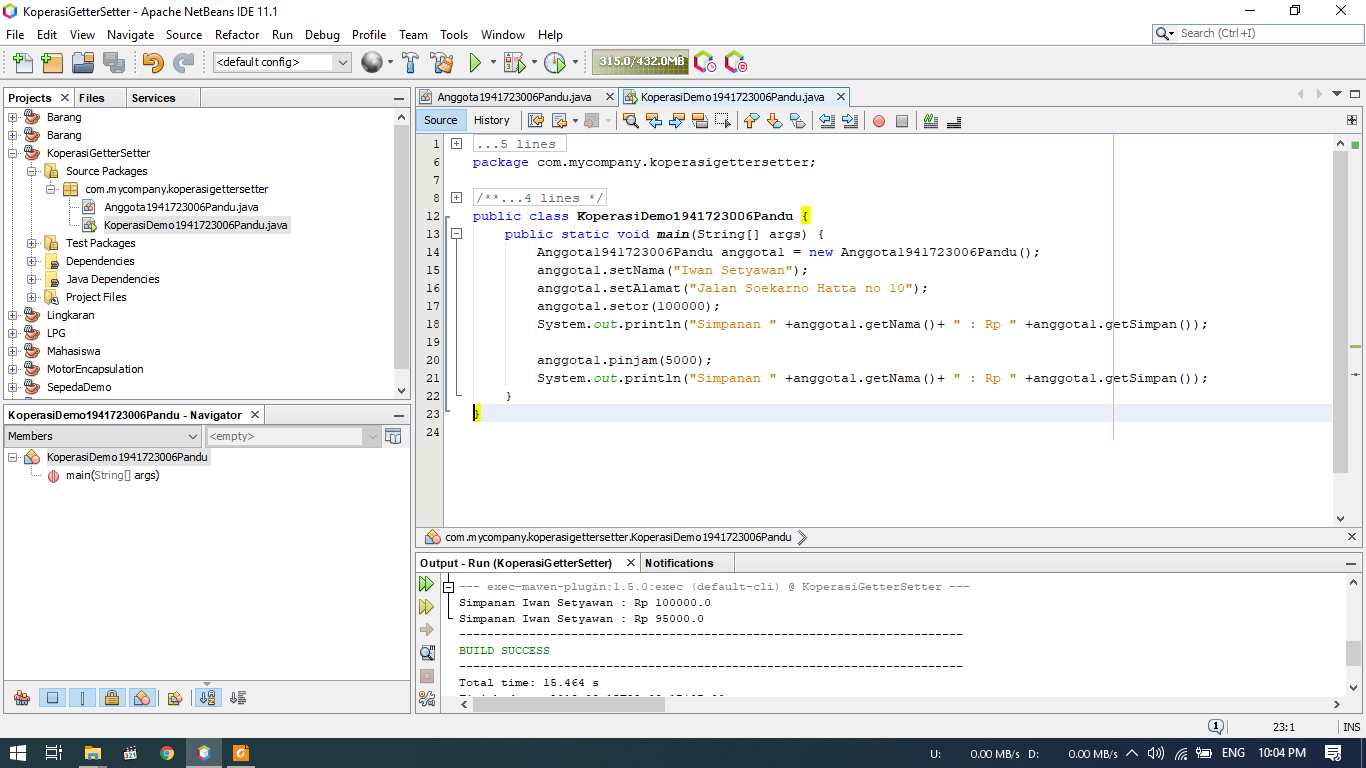 KoperasiGetterSetter - Apache NetBeans IDE 11.1
File Edit View Navigate Source Refactor Run Debug Profile Team Tools Window Help
Search (Ctrl+I)
<default config>
315.0/432.0MB
Projects Files Services
Barang
Barang
KoperasiGetterSetter
Source Packages
com.mycompany.koperasigettersetter
Anggota1941723006Pandu.java
KoperasiDemo1941723006Pandu.java
Test Packages
Dependencies
Java Dependencies
Project Files
Lingkaran
LPG
Mahasiswa
MotorEncapsulation
SepedaDemo
KoperasiDemo1941723006Pandu - Navigator
Members <empty>
KoperasiDemo1941723006Pandu
main(String[] args)
Anggota1941723006Pandu.java KoperasiDemo1941723006Pandu.java
Source History
1 ...5 lines
6 package com.mycompany.koperasigettersetter;
7
8 /**...4 lines */
12 public class KoperasiDemo1941723006Pandu {
13 public static void main(String[] args) {
14 Anggota1941723006Pandu anggota1 = new Anggota1941723006Pandu();
15 anggota1.setNama("Iwan Setyawan");
16 anggota1.setAlamat("Jalan Soekarno Hatta no 10");
17 anggota1.setor(100000);
18 System.out.println("Simpanan " +anggota1.getNama()+ " : Rp " +anggota1.getSimpan());
19
20 anggota1.pinjam(5000);
21 System.out.println("Simpanan " +anggota1.getNama()+ " : Rp " +anggota1.getSimpan());
22 }
23 }
24
com.mycompany.koperasigettersetter.KoperasiDemo1941723006Pandu
Output - Run (KoperasiGetterSetter) Notifications
--- exec-maven-plugin:1.5.0:exec (default-cli) @ KoperasiGetterSetter ---
Simpanan Iwan Setyawan : Rp 100000.0
Simpanan Iwan Setyawan : Rp 95000.0
------------------------------------------------------------------------
BUILD SUCCESS
------------------------------------------------------------------------
Total time: 15.464 s
1 23:1 INS
U: 0.00 MB/s D: 0.00 MB/s ENG 10:04 PM